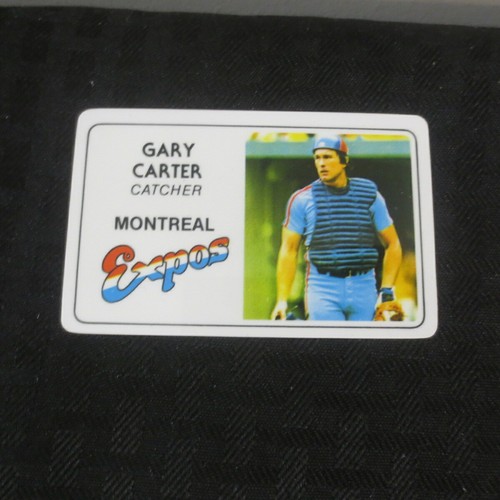 GARY
CARTER
CATCHER
MONTREAL
Expos